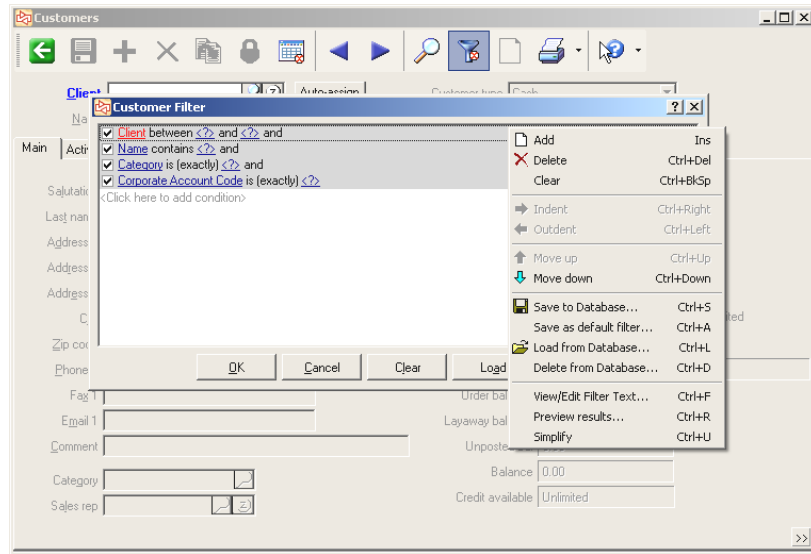 Customers
Client
Auto-assign
Customer type Cash
Na
Customer Filter
Client between <?> and <?> and
Name contains <?> and
Category is (exactly) <?> and
Corporate Account Code is (exactly) <?>
<Click here to add condition>
Main
Activ
Salutatio
Last nam
Address
Address
Address
C
Zip cod
Phone
Fax 1
Email 1
Comment
Category
Sales rep
OK
Cancel
Clear
Load
Add Ins
Delete Ctrl+Del
Clear Ctrl+BkSp
Indent Ctrl+Right
Outdent Ctrl+Left
Move up Ctrl+Up
Move down Ctrl+Down
Save to Database... Ctrl+S
Save as default filter... Ctrl+A
Load from Database... Ctrl+L
Delete from Database... Ctrl+D
View/Edit Filter Text... Ctrl+F
Preview results... Ctrl+R
Simplify Ctrl+U
ited
Order bal
Layaway bal
Unposte
Balance 0.00
Credit available Unlimited
>>